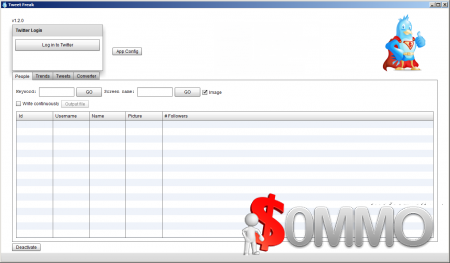 Tweet Freak
v1.2.0
Twitter Login
Log in to Twitter
App Config
People Trends Tweets Converter
Keyword: GO Screen name: GO Image
Write continuously Output file
Id Username Name Picture # Followers
$OMMO
Deactivate